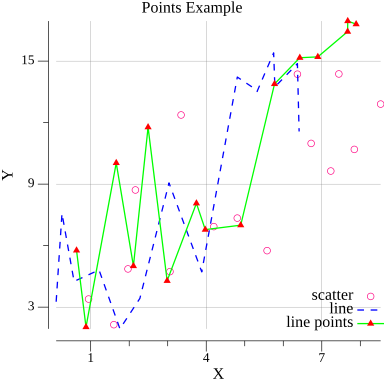 Points Example
15
9
3
Y
scatter
line
line points
1
4
7
X